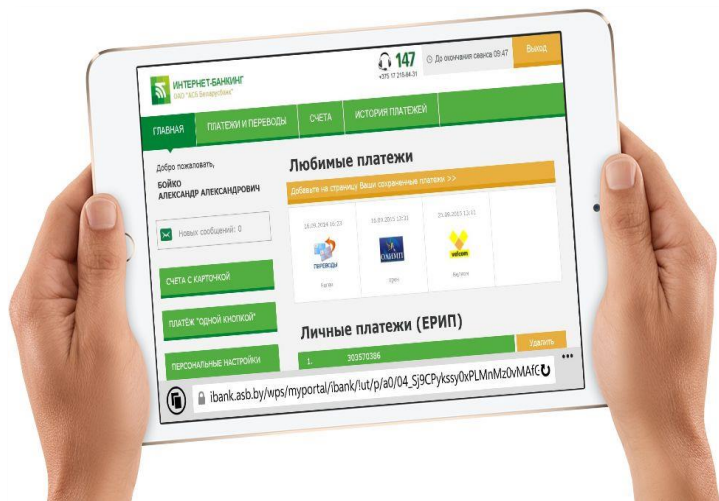 ИНТЕРНЕТ-БАНКИНГ
ОАО "АСБ Беларусбанк"
147
+375 17 218-84-31
До окончания сеанса 09:47
Выход
ГЛАВНАЯ
ПЛАТЕЖИ И ПЕРЕВОДЫ
СЧЕТА
ИСТОРИЯ ПЛАТЕЖЕЙ
Добро пожаловать,
БОЙКО
АЛЕКСАНДР АЛЕКСАНДРОВИЧ
Новых сообщений: 0
СЧЕТА С КАРТОЧКОЙ
ПЛАТЕЖ "ОДНОЙ КНОПКОЙ"
ПЕРСОНАЛЬНЫЕ НАСТРОЙКИ
Любимые платежи
Добавьте на страницу Ваши сохраненные платежи >>
ПЕРЕВОДЫ
ОЛИМП
velcom
Личные платежи (ЕРИП)
1.
303570386
Удалить
ibank.asb.by/wps/myportal/ibank/!ut/p/a0/04_Sj9CPykssy0xPLMnMz0vMAfG